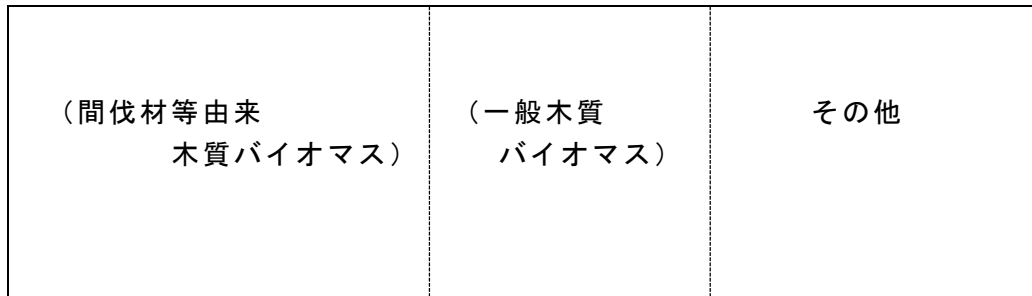 （間伐材等由来
木質バイオマス）
（一般木質
バイオマス）
その他